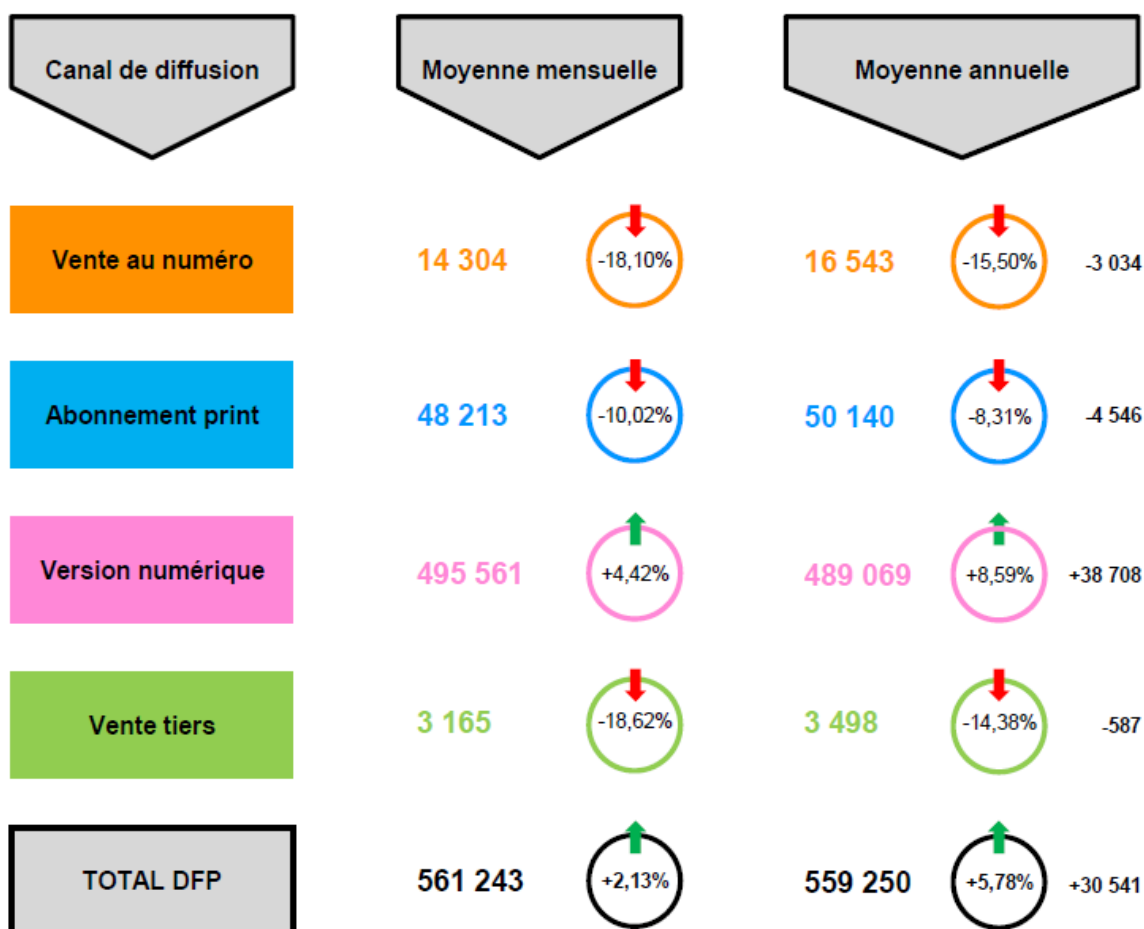 Canal de diffusion Moyenne mensuelle Moyenne annuelle
Vente au numéro 14 304 -18,10% 16 543 -15,50% -3 034
Abonnement print 48 213 -10,02% 50 140 -8,31% -4 546
Version numérique 495 561 +4,42% 489 069 +8,59% +38 708
Vente tiers 3 165 -18,62% 3 498 -14,38% -587
TOTAL DFP 561 243 +2,13% 559 250 +5,78% +30 541